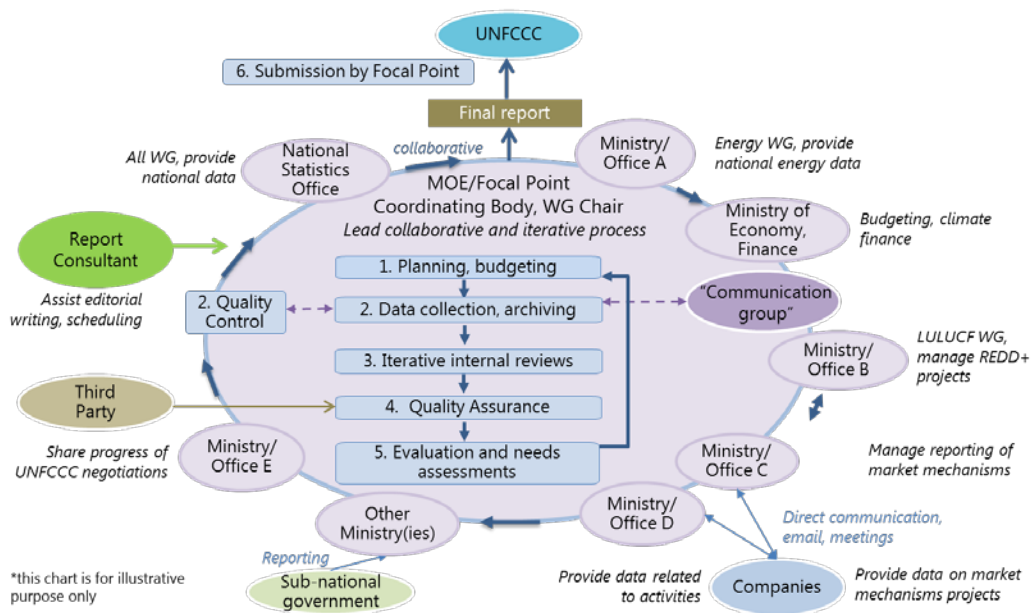 UNFCCC
6. Submission by Focal Point
Final report
collaborative
All WG, provide
national data
National
Statistics
Office
Ministry/
Office A
Energy WG, provide
national energy data
MOE/Focal Point
Coordinating Body, WG Chair
Lead collaborative and iterative process
Ministry of
Economy,
Finance
Budgeting, climate
finance
Report
Consultant
Assist editorial
writing, scheduling
1. Planning, budgeting
2. Quality
Control
2. Data collection, archiving
"Communication
group"
3. Iterative internal reviews
Ministry/
Office B
LULUCF WG,
manage REDD+
projects
Third
Party
4. Quality Assurance
Share progress of
UNFCCC negotiations
Ministry/
Office E
5. Evaluation and needs
assessments
Ministry/
Office C
Manage reporting of
market mechanisms
Other
Ministry(ies)
Ministry/
Office D
Direct communication,
email, meetings
Reporting
Sub-national
government
*this chart is for illustrative
purpose only
Provide data related
to activities
Companies
Provide data on market
mechanisms projects